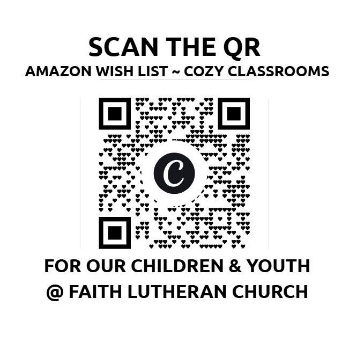 SCAN THE QR
AMAZON WISH LIST ~ COZY CLASSROOMS
C
FOR OUR CHILDREN & YOUTH
@ FAITH LUTHERAN CHURCH